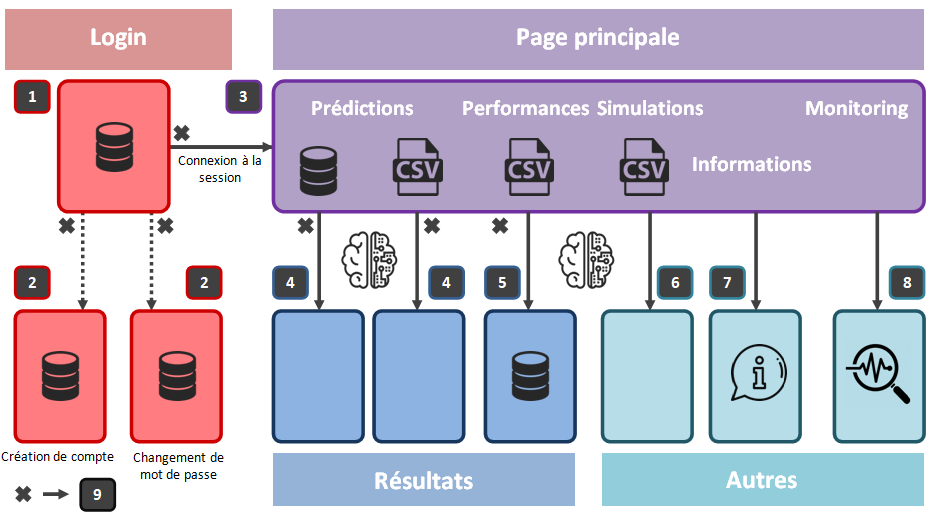 Login
Page principale
1
3
Prédictions
Performances
Simulations
Monitoring
CSV
CSV
CSV
Informations
Connexion à la
session
2
2
4
4
5
6
7
8
i
Création de compte
Changement de
mot de passe
9
Résultats
Autres